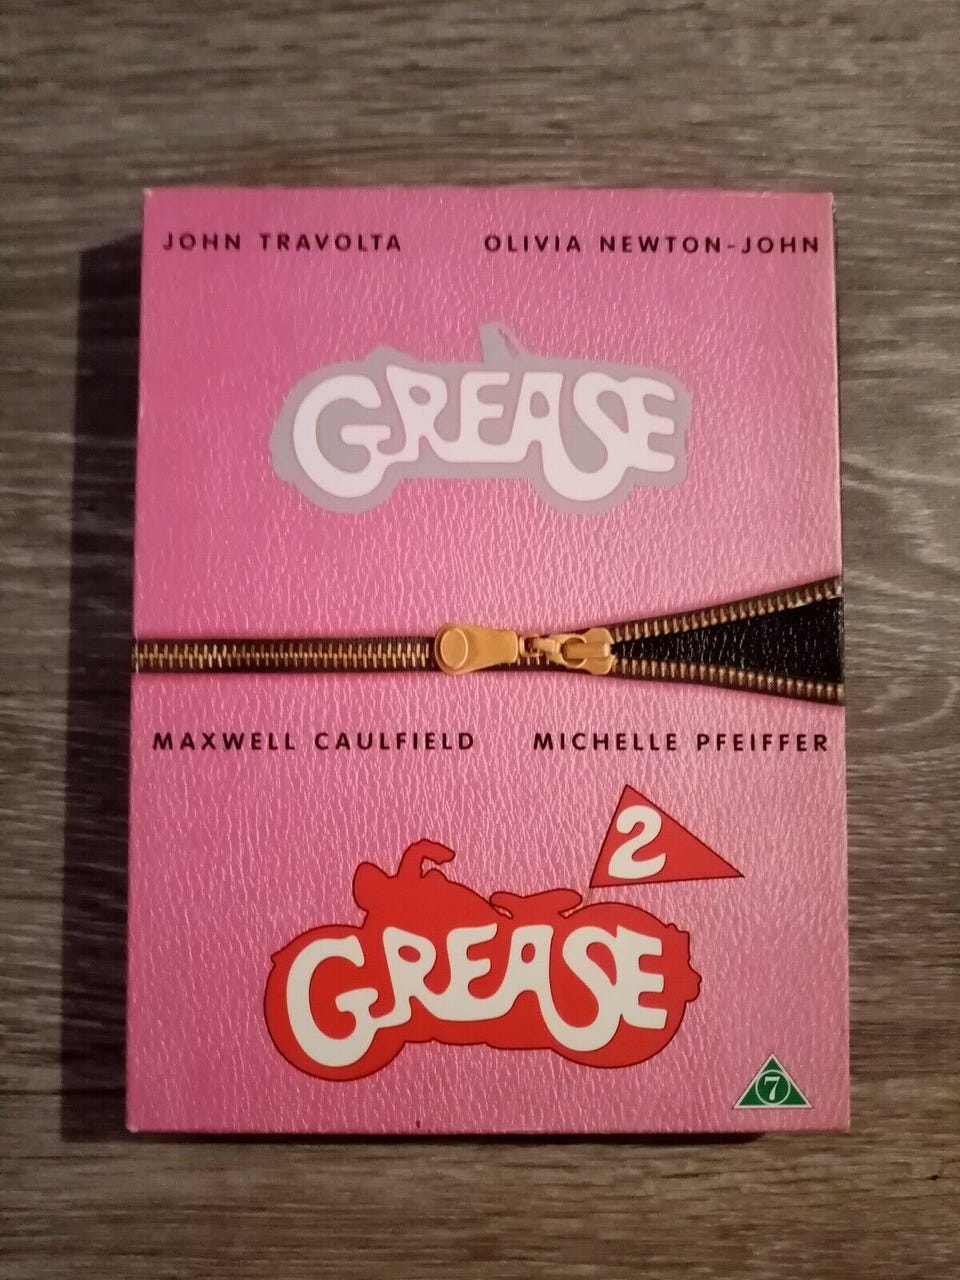 JOHN TRAVOLTA OLIVIA NEWTON-JOHN
GREASE
MAXWELL CAULFIELD MICHELLE PFEIFFER
2
GREASE
7